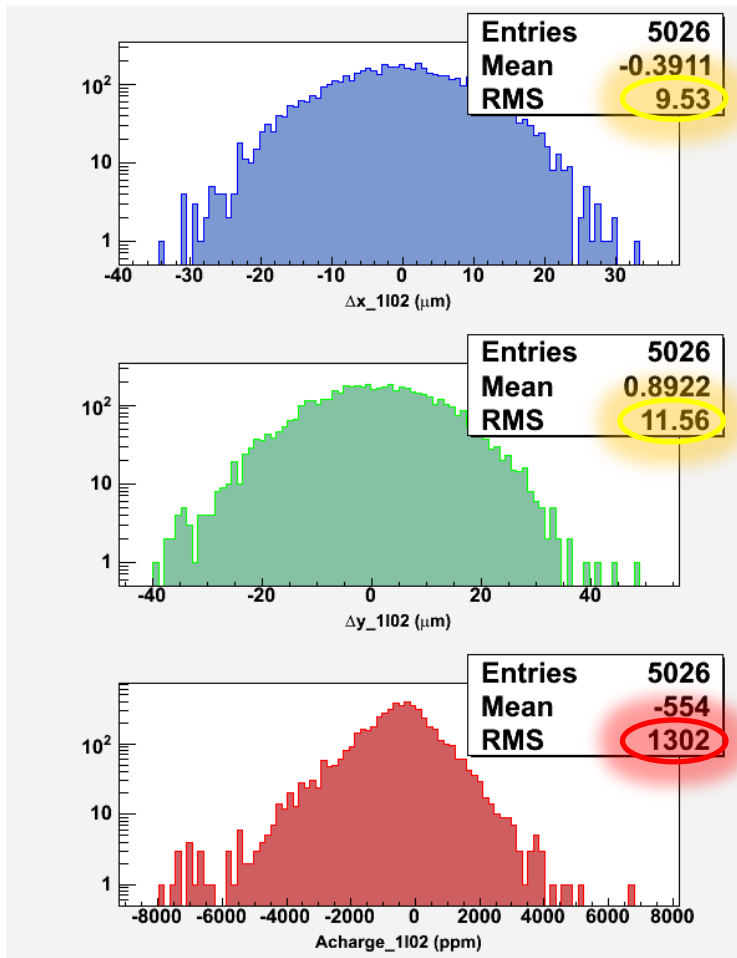 Entries 5026
Mean -0.3911
RMS 9.53
10²
10
1
-40 -30 -20 -10 0 10 20 30
Δx_1I02 (μm)
Entries 5026
Mean 0.8922
RMS 11.56
10²
10
1
-40 -20 0 20 40
Δy_1I02 (μm)
Entries 5026
Mean -554
RMS 1302
10²
10
1
-8000 -6000 -4000 -2000 0 2000 4000 6000 8000
Acharge_1I02 (ppm)